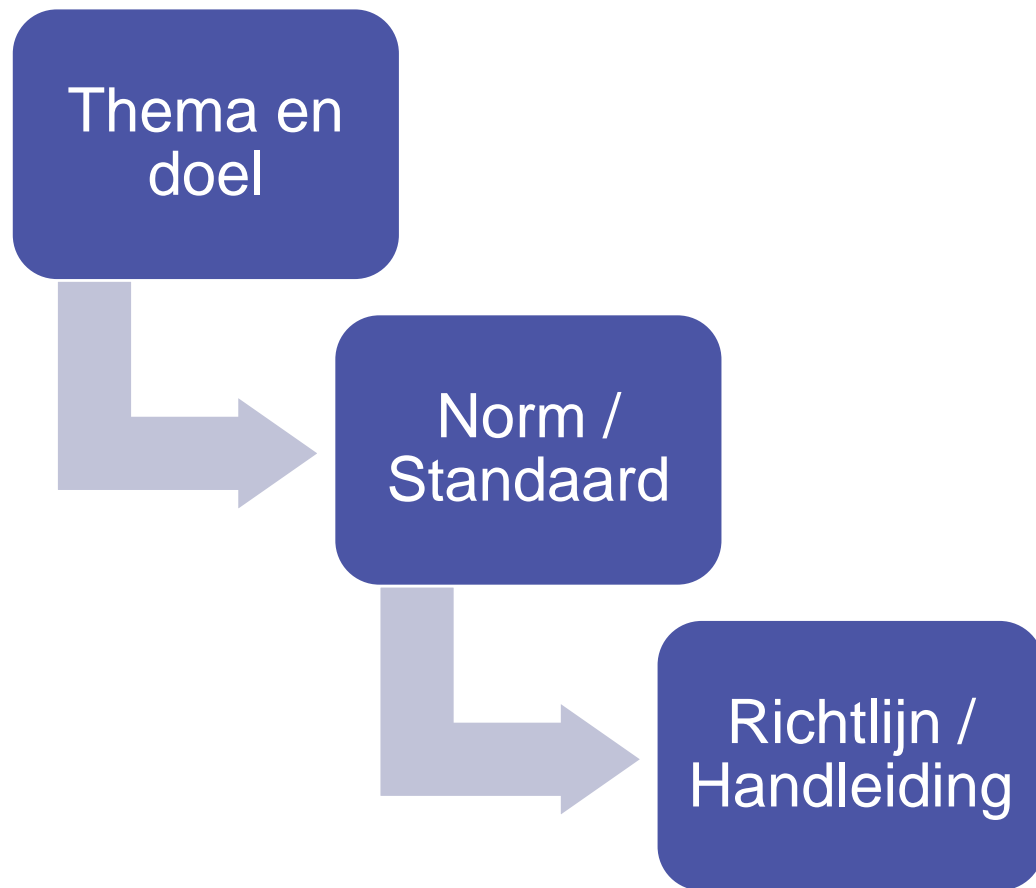 Thema en
doel
Norm /
Standaard
Richtlijn /
Handleiding